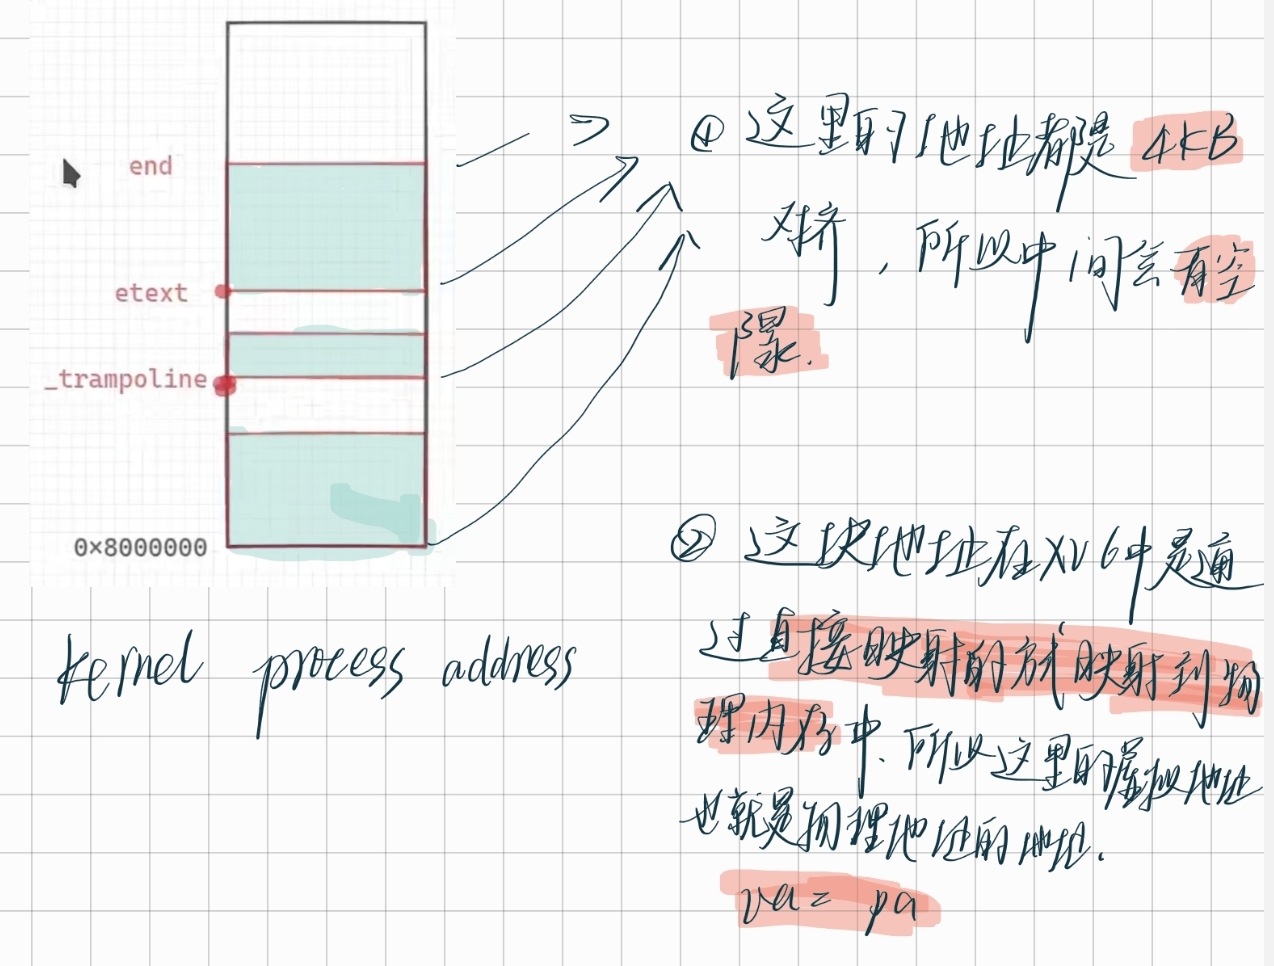 end
etext
_trampoline
0×8000000
kernel process address
① 这里的地址都是 4KB
对挤，所以中间会有空
隙.
② 这块地址在XV6中是通
过直接映射的方式映射到物
理内存中、所以这里的虚拟地址
也就是物理地址的地址.
va = pa